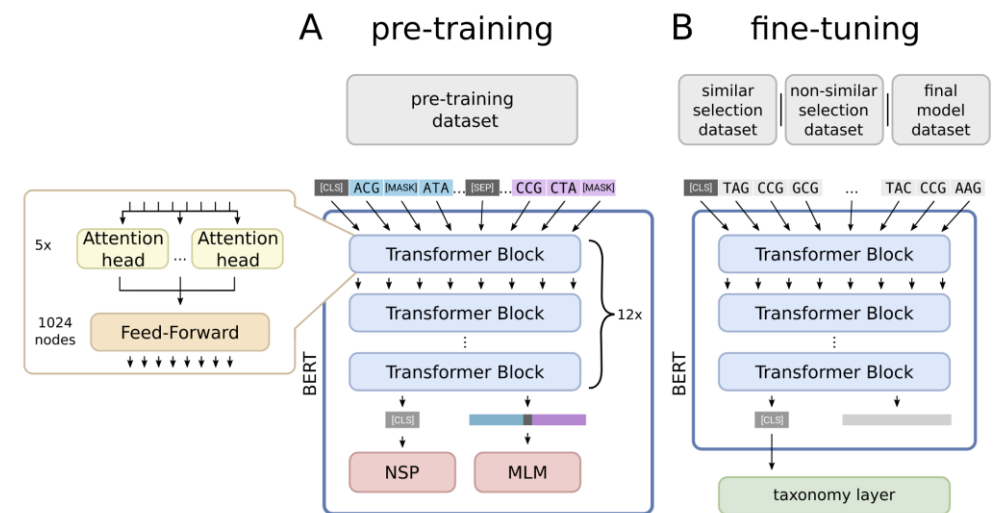 A pre-training
pre-training
dataset
[CLS] ACG [MASK] ATA ... [SEP] ... CCG CTA [MASK]
5x
Attention
head
...
Attention
head
1024
nodes
Feed-Forward
Transformer Block
Transformer Block
⋮
Transformer Block
12x
BERT
[CLS]
NSP
MLM
B fine-tuning
similar
selection
dataset
non-similar
selection
dataset
final
model
dataset
[CLS] TAG CCG GCG ... TAC CCG AAG
Transformer Block
Transformer Block
⋮
Transformer Block
BERT
[CLS]
taxonomy layer